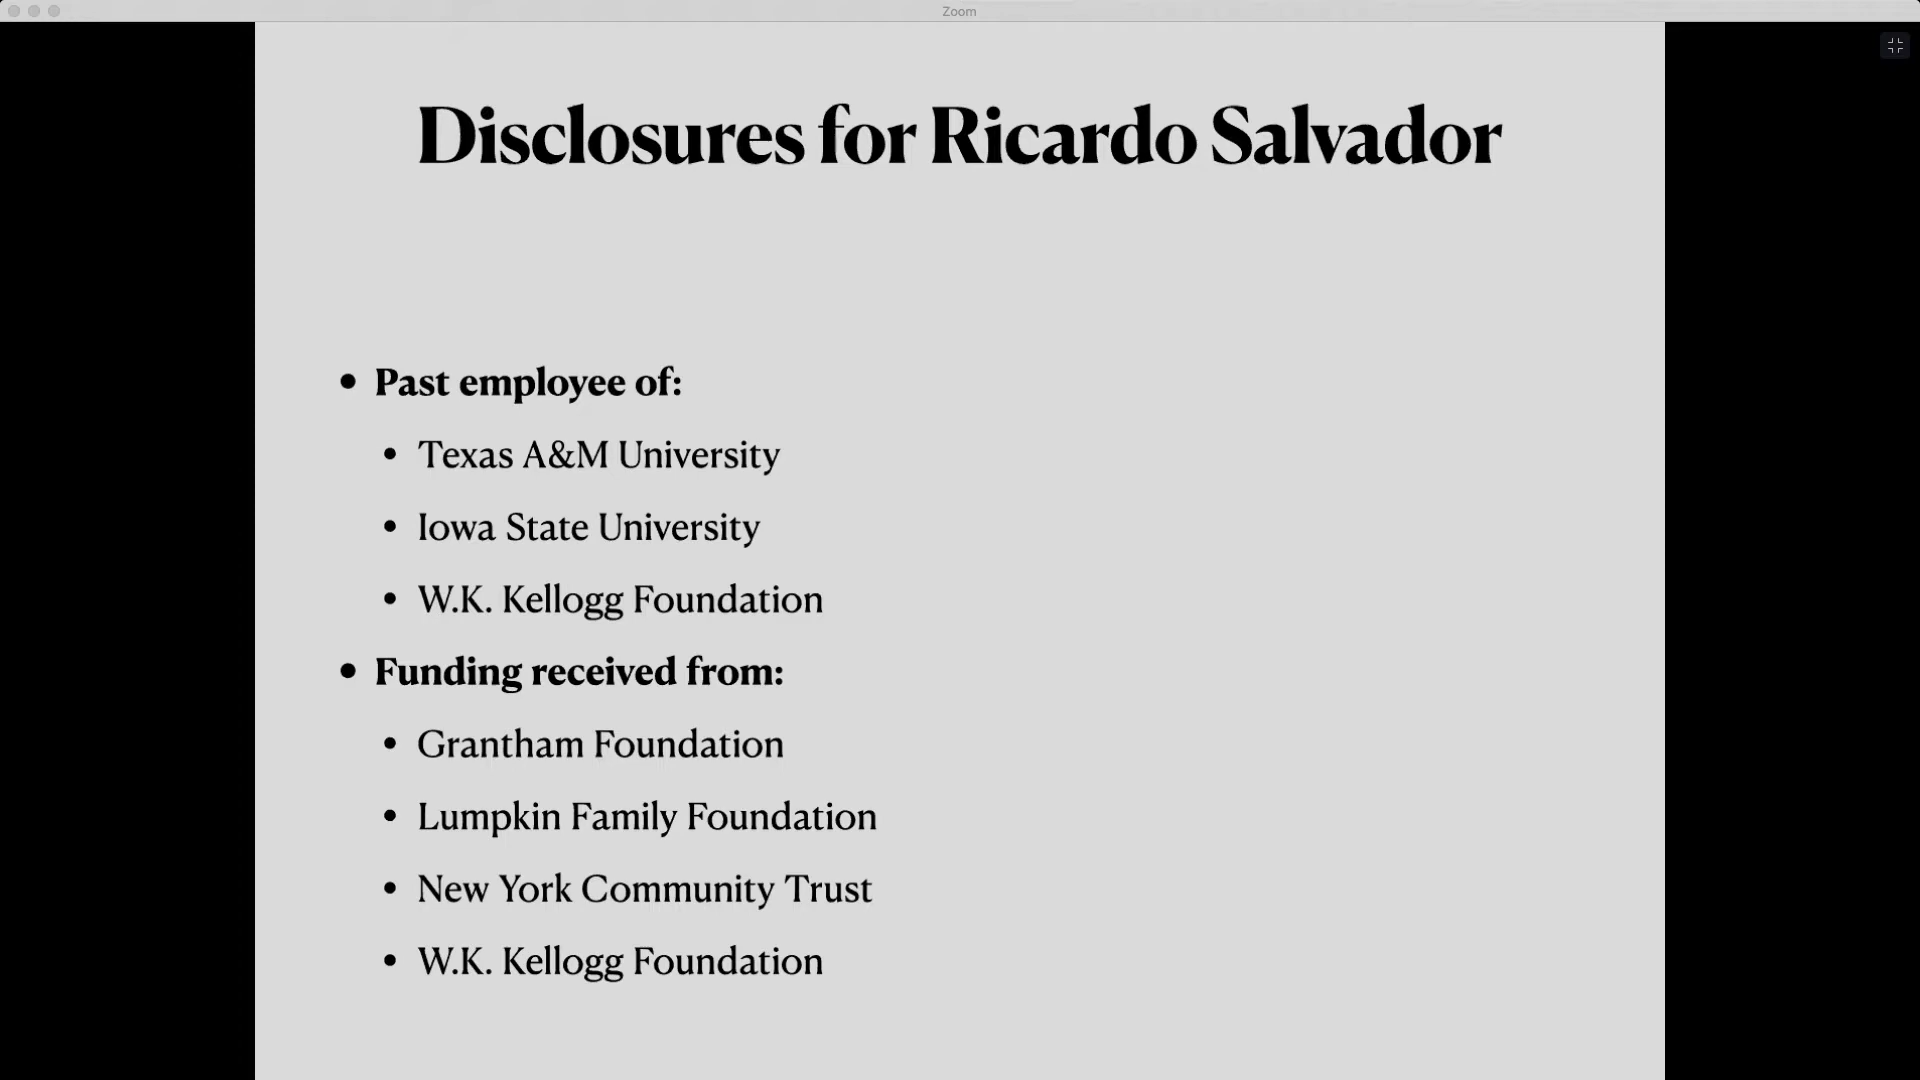 Zoom
Disclosures for Ricardo Salvador
• Past employee of:
• Texas A&M University
• Iowa State University
• W.K. Kellogg Foundation
• Funding received from:
• Grantham Foundation
• Lumpkin Family Foundation
• New York Community Trust
• W.K. Kellogg Foundation